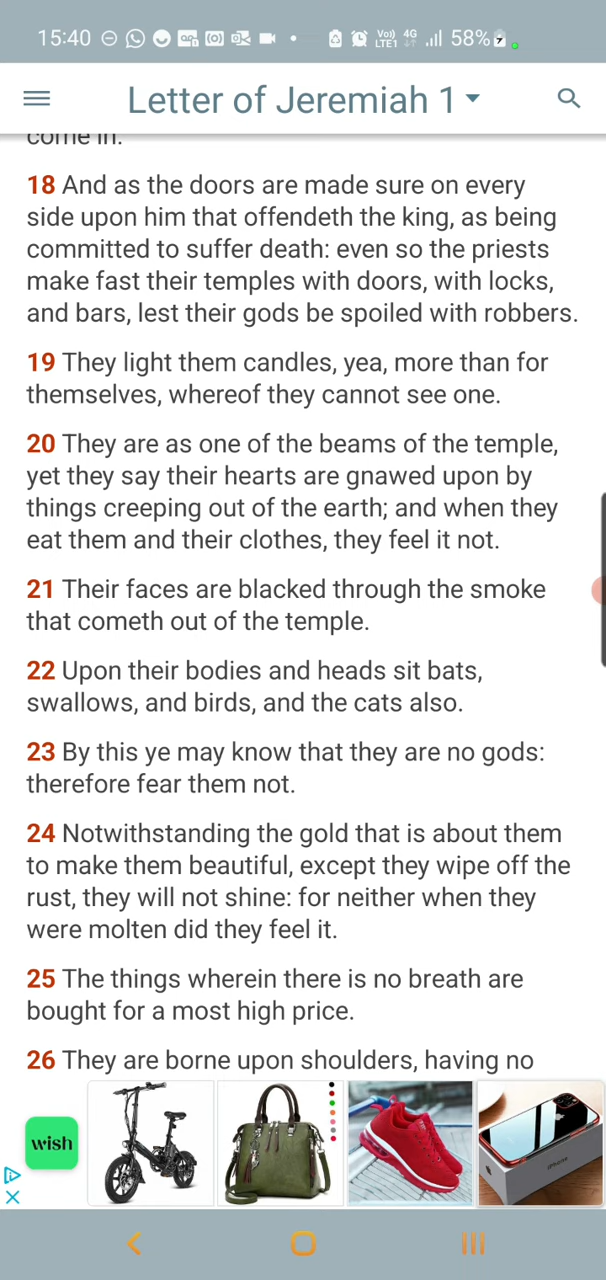 15:40
Vo))
LTE1
4G
58%
Letter of Jeremiah 1
come in.
18 And as the doors are made sure on every
side upon him that offendeth the king, as being
committed to suffer death: even so the priests
make fast their temples with doors, with locks,
and bars, lest their gods be spoiled with robbers.
19 They light them candles, yea, more than for
themselves, whereof they cannot see one.
20 They are as one of the beams of the temple,
yet they say their hearts are gnawed upon by
things creeping out of the earth; and when they
eat them and their clothes, they feel it not.
21 Their faces are blacked through the smoke
that cometh out of the temple.
22 Upon their bodies and heads sit bats,
swallows, and birds, and the cats also.
23 By this ye may know that they are no gods:
therefore fear them not.
24 Notwithstanding the gold that is about them
to make them beautiful, except they wipe off the
rust, they will not shine: for neither when they
were molten did they feel it.
25 The things wherein there is no breath are
bought for a most high price.
26 They are borne upon shoulders, having no
wish
iPhone